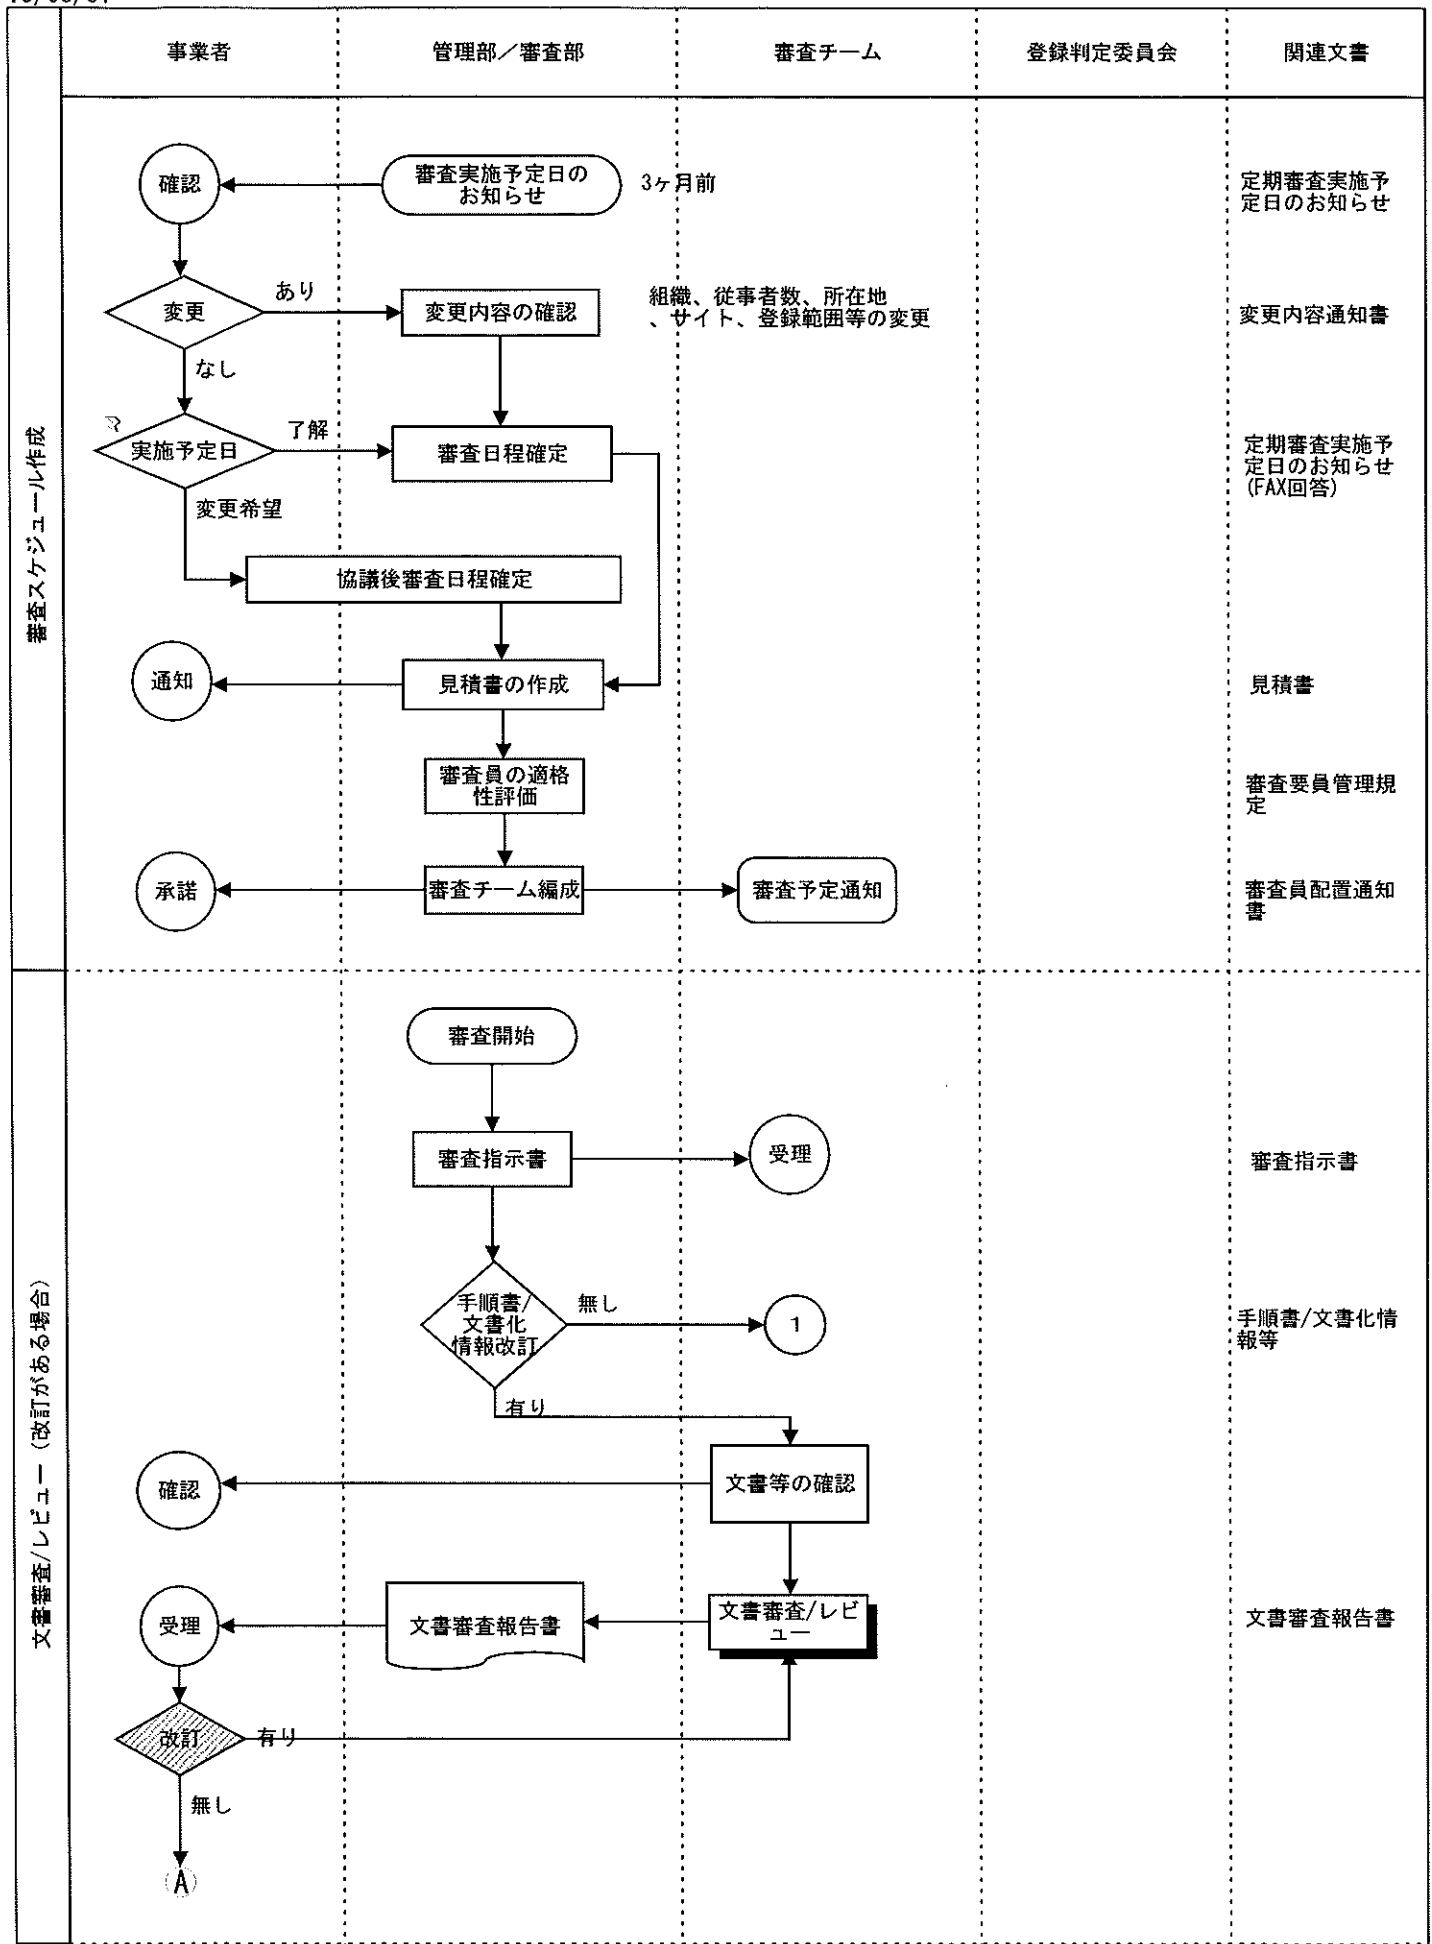 事業者
管理部／審査部
審査チーム
登録判定委員会
関連文書
審査スケジュール作成
確認
審査実施予定日の
お知らせ
3ヶ月前
定期審査実施予
定日のお知らせ
変更
あり
変更内容の確認
組織、従事者数、所在地
、サイト、登録範囲等の変更
変更内容通知書
なし
実施予定日
了解
審査日程確定
定期審査実施予
定日のお知らせ
(FAX回答)
変更希望
協議後審査日程確定
通知
見積書の作成
見積書
審査員の適格
性評価
審査要員管理規
定
承諾
審査チーム編成
審査予定通知
審査員配置通知
書
文書審査/レビュー（改訂がある場合）
審査開始
審査指示書
受理
審査指示書
手順書/
文書化
情報改訂
無し
1
手順書/文書化情
報等
有り
確認
文書等の確認
受理
文書審査報告書
文書審査/レビ
ュー
文書審査報告書
改訂
有り
無し
A